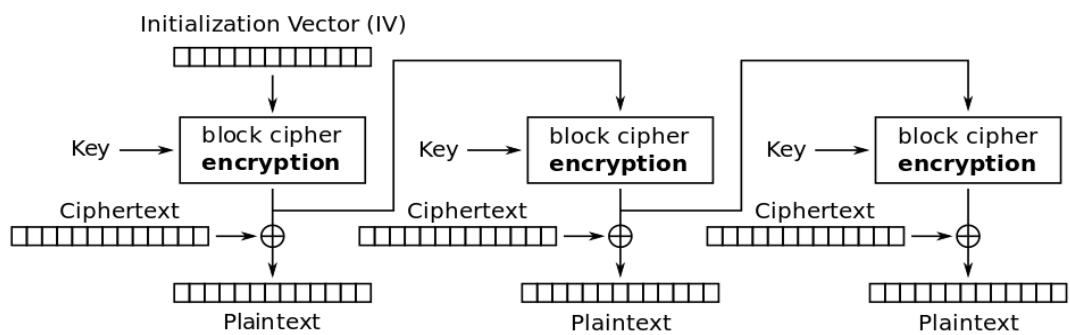 Initialization Vector (IV)
Key
block cipher
encryption
Key
block cipher
encryption
Key
block cipher
encryption
Ciphertext
Ciphertext
Ciphertext
Plaintext
Plaintext
Plaintext